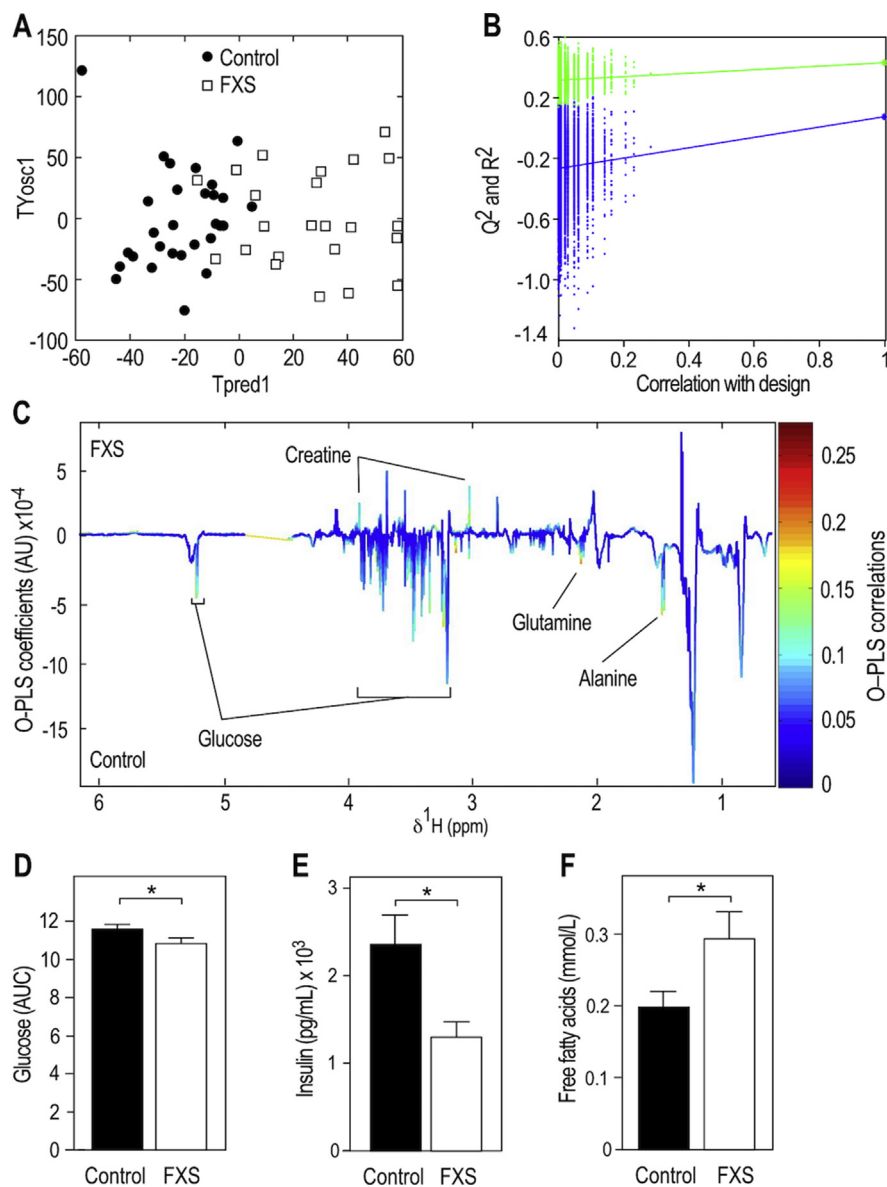 A
Control
FXS
TYosc1
150
100
50
0
-50
-100
-60
-40
-20
0
20
40
60
Tpred1
B
Q² and R²
0.6
0.2
-0.2
-0.6
-1.0
-1.4
0
0.2
0.4
0.6
0.8
1
Correlation with design
C
FXS
Creatine
Glutamine
Alanine
Glucose
Control
O-PLS coefficients (AU) x10⁻⁴
5
0
-5
-10
-15
6
5
4
3
2
1
δ¹H (ppm)
0.25
0.20
0.15
0.10
0.05
0
O–PLS correlations
D
*
Glucose (AUC)
12
10
8
6
4
2
0
Control FXS
E
*
Insulin (pg/mL) x 10³
3
2
1
0
Control FXS
F
*
Free fatty acids (mmol/L)
0.3
0.2
0.1
0
Control FXS